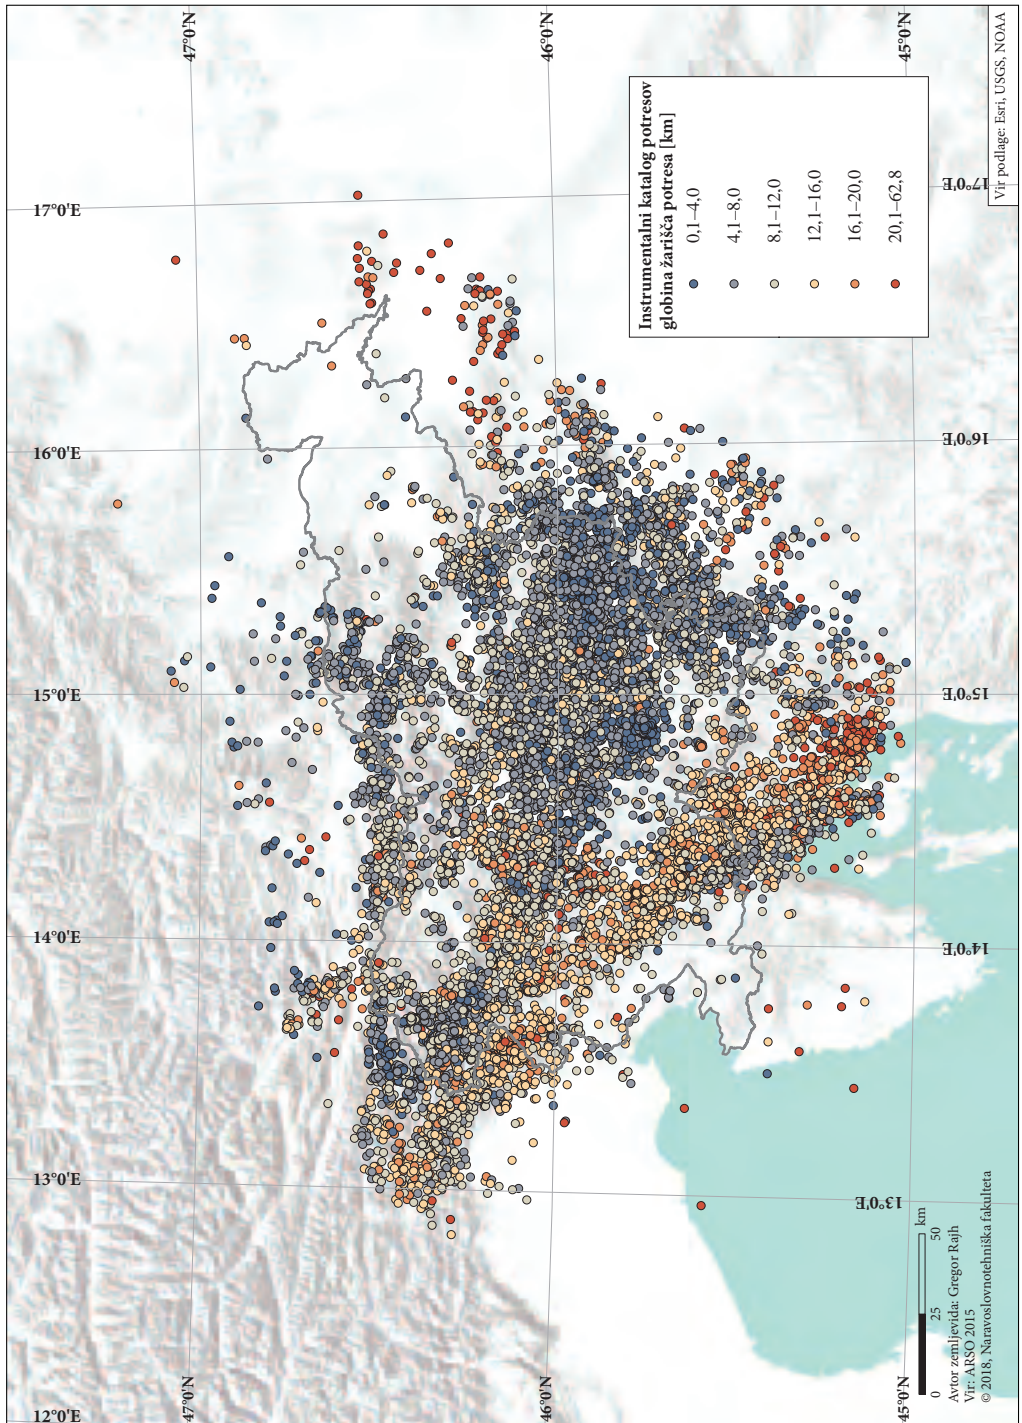 47°0'N
46°0'N
45°0'N
17°0'E
16°0'E
15°0'E
14°0'E
13°0'E
12°0'E
17°0'E
16°0'E
15°0'E
14°0'E
13°0'E
47°0'N
46°0'N
45°0'N
Instrumentalni katalog potresov
globina žarišča potresa [km]
0,1–4,0
4,1–8,0
8,1–12,0
12,1–16,0
16,1–20,0
20,1–62,8
Vir podlage: Esri, USGS, NOAA
km
0 25 50
Avtor zemljevida: Gregor Rajh
Vir: ARSO 2015
© 2018, Naravoslovnotehniška fakulteta